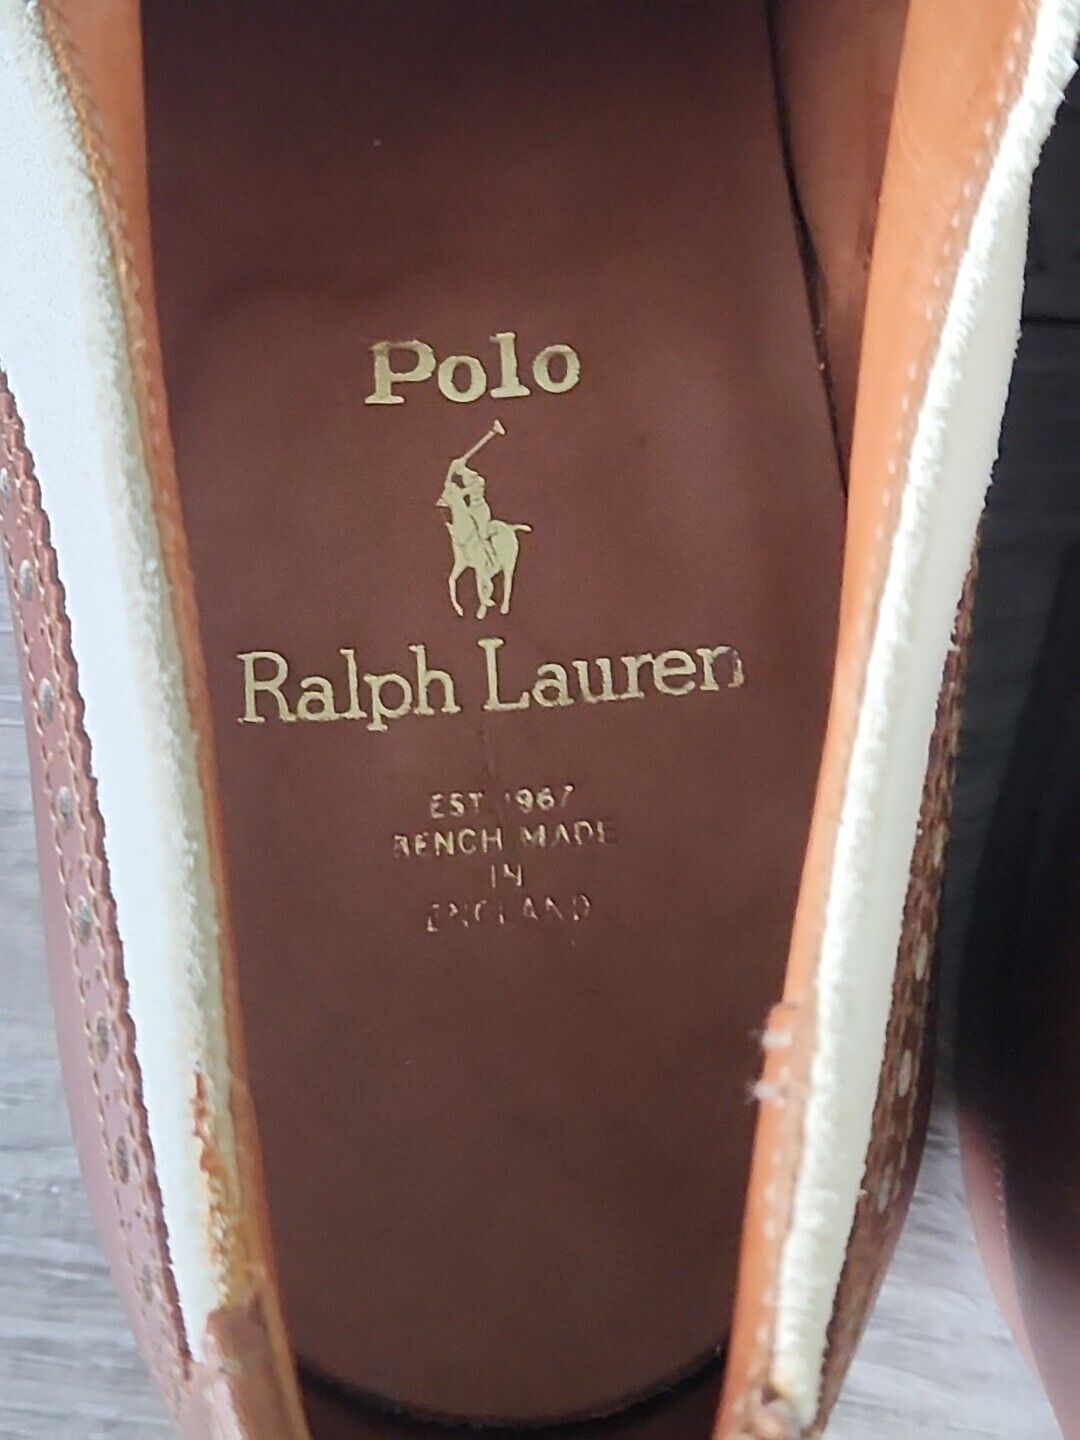 Polo
Ralph Lauren
EST 1967
BENCH MADE
IN
ENGLAND